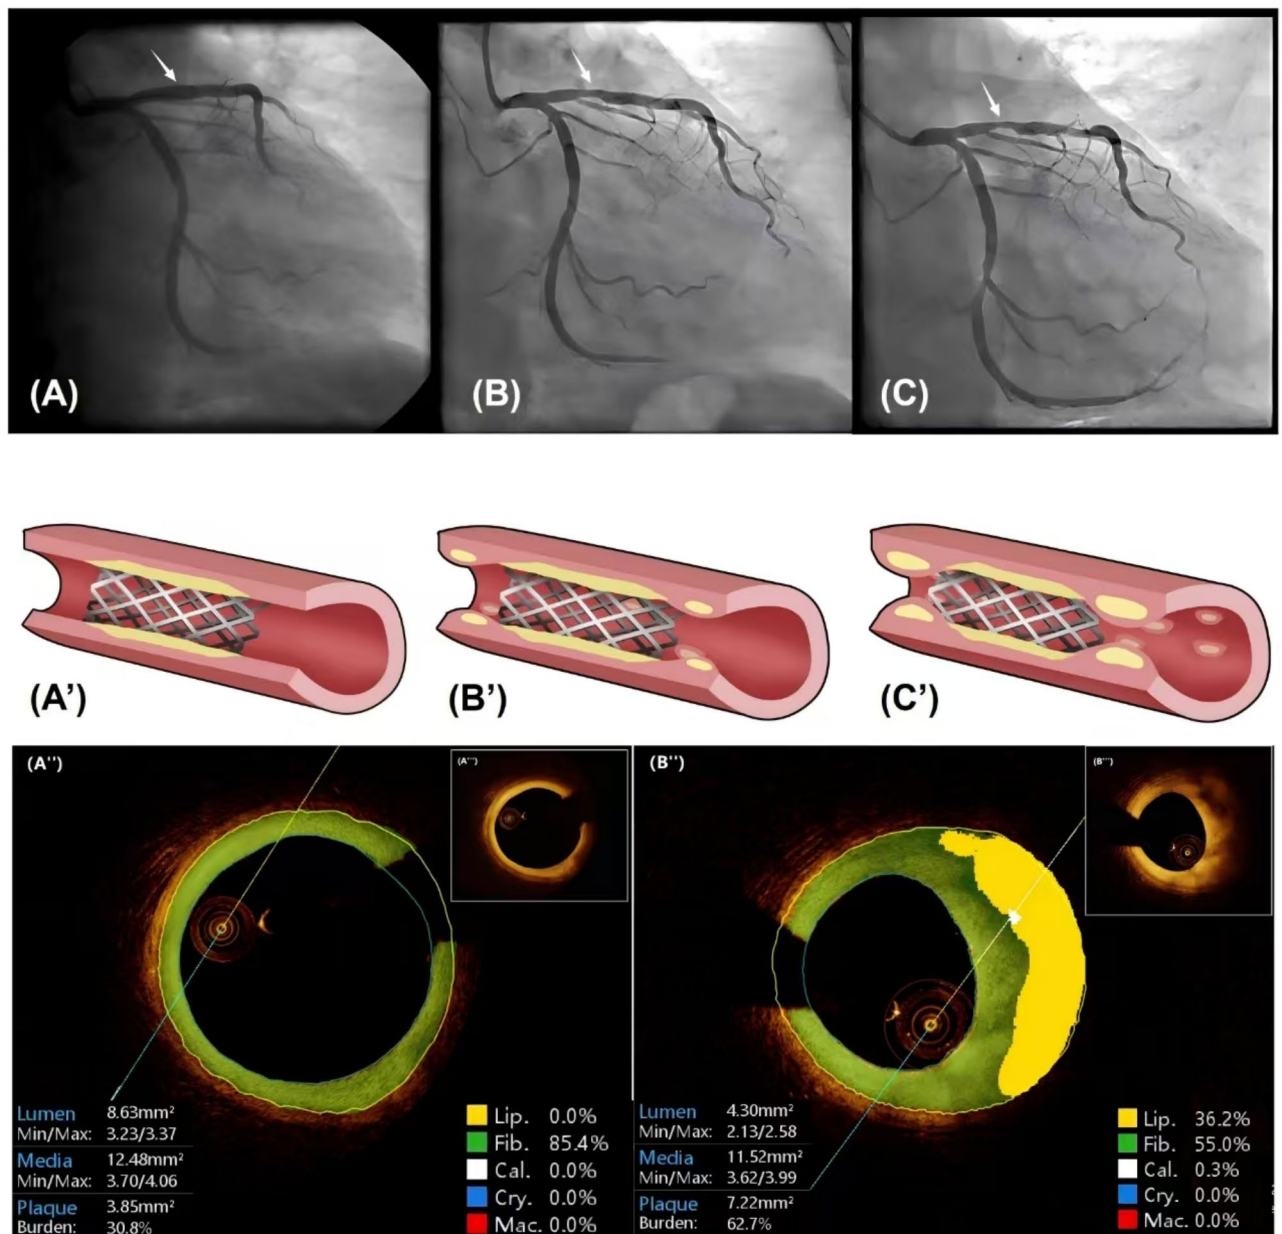 (A)
(B)
(C)
(A’)
(B’)
(C’)
(A'')
(A''')
Lumen 8.63mm²
Min/Max: 3.23/3.37
Media 12.48mm²
Min/Max: 3.70/4.06
Plaque 3.85mm²
Burden: 30.8%
Lip. 0.0%
Fib. 85.4%
Cal. 0.0%
Cry. 0.0%
Mac. 0.0%
(B'')
(B''')
Lumen 4.30mm²
Min/Max: 2.13/2.58
Media 11.52mm²
Min/Max: 3.62/3.99
Plaque 7.22mm²
Burden: 62.7%
Lip. 36.2%
Fib. 55.0%
Cal. 0.3%
Cry. 0.0%
Mac. 0.0%